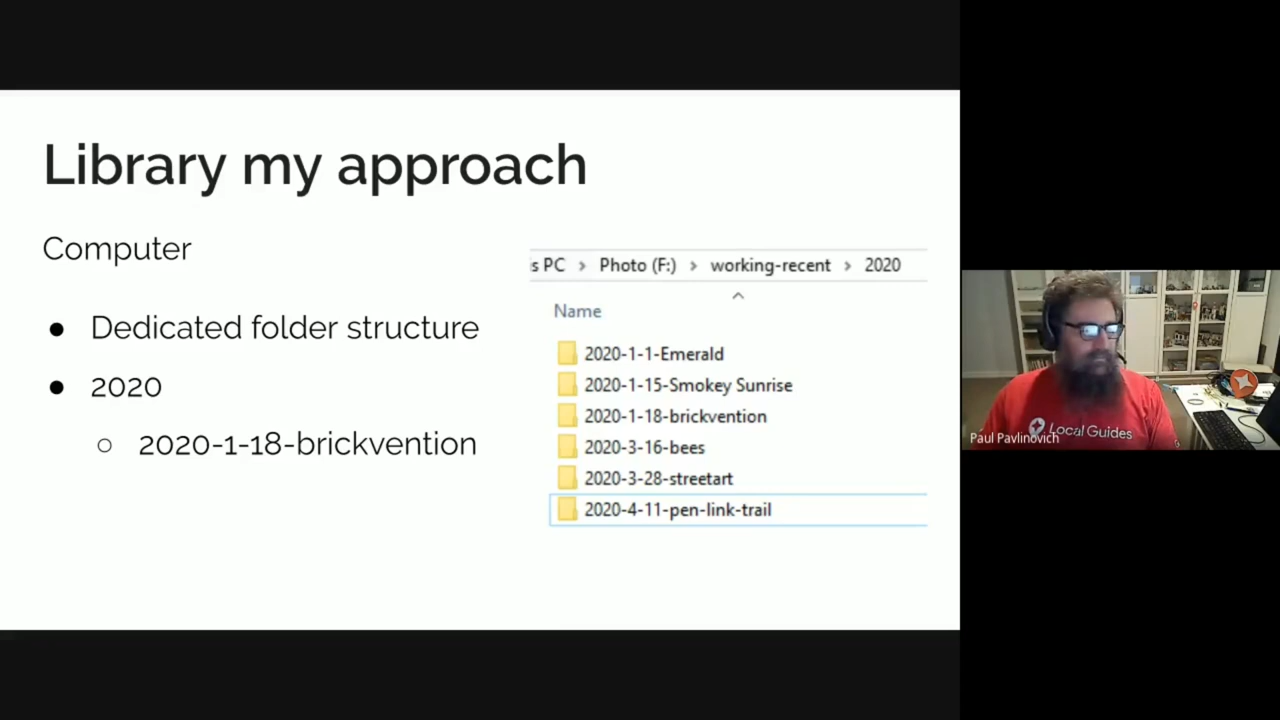 Library my approach
Computer
● Dedicated folder structure
● 2020
○ 2020-1-18-brickvention
s PC > Photo (F:) > working-recent > 2020
Name
2020-1-1-Emerald
2020-1-15-Smokey Sunrise
2020-1-18-brickvention
2020-3-16-bees
2020-3-28-streetart
2020-4-11-pen-link-trail
Local Guides
Paul Pavlinovich